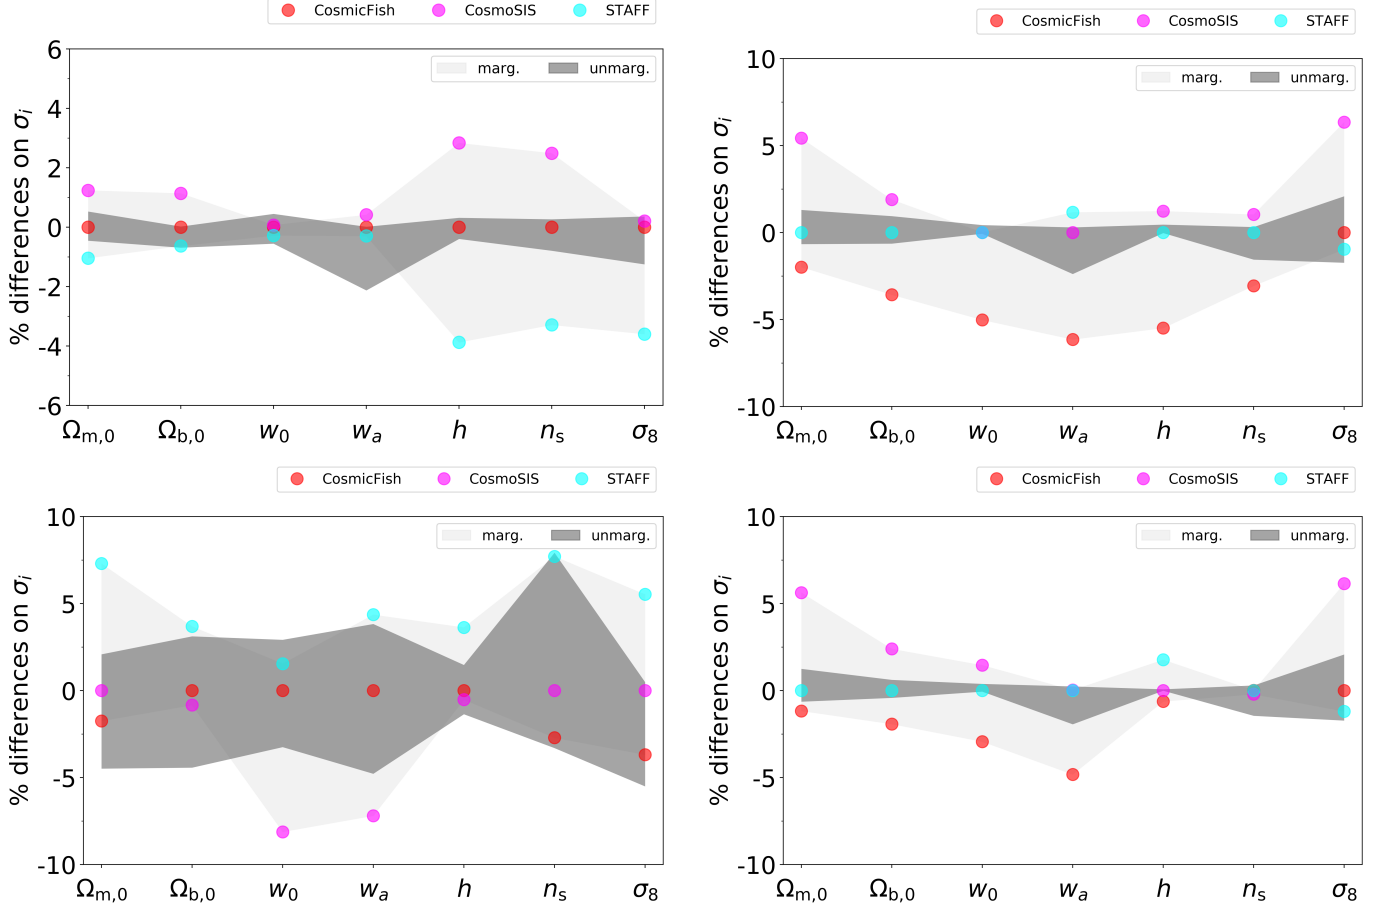 CosmicFish CosmoSIS STAFF
marg. unmarg.
% differences on σi
6
4
2
0
-2
-4
-6
Ωm,0 Ωb,0 w0 wa h ns σ8
CosmicFish CosmoSIS STAFF
marg. unmarg.
% differences on σi
10
5
0
-5
-10
Ωm,0 Ωb,0 w0 wa h ns σ8
CosmicFish CosmoSIS STAFF
marg. unmarg.
% differences on σi
10
5
0
-5
-10
Ωm,0 Ωb,0 w0 wa h ns σ8
CosmicFish CosmoSIS STAFF
marg. unmarg.
% differences on σi
10
5
0
-5
-10
Ωm,0 Ωb,0 w0 wa h ns σ8